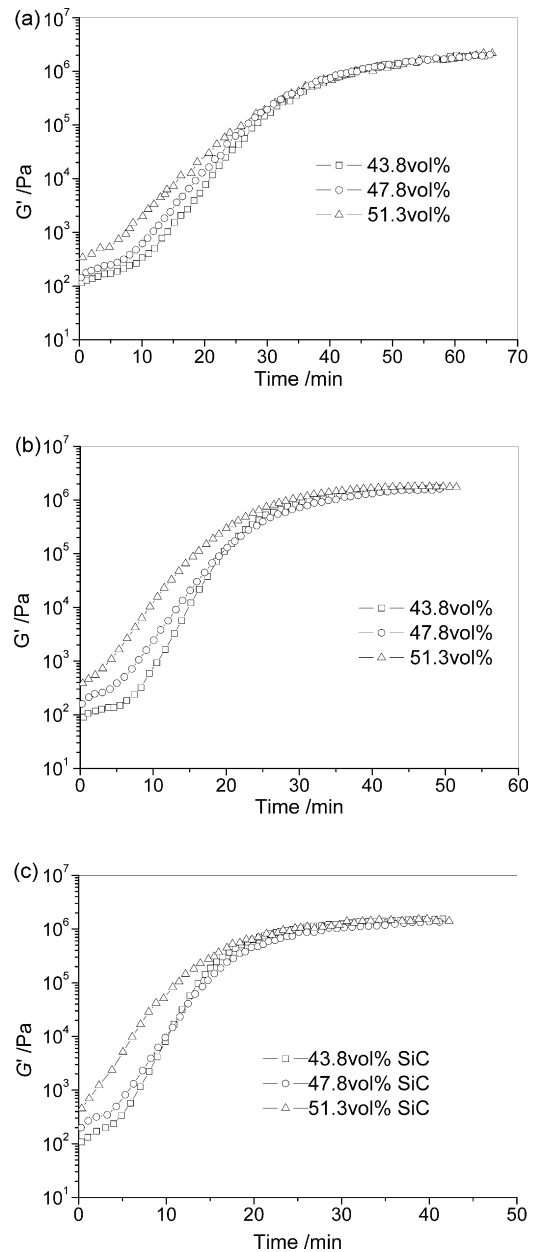 (a)
10^7
10^6
10^5
10^4
10^3
10^2
10^1
G' /Pa
43.8vol%
47.8vol%
51.3vol%
0 10 20 30 40 50 60 70
Time /min
(b)
10^7
10^6
10^5
10^4
10^3
10^2
10^1
G' /Pa
43.8vol%
47.8vol%
51.3vol%
0 10 20 30 40 50 60
Time /min
(c)
10^7
10^6
10^5
10^4
10^3
10^2
10^1
G' /Pa
43.8vol% SiC
47.8vol% SiC
51.3vol% SiC
0 10 20 30 40 50
Time /min